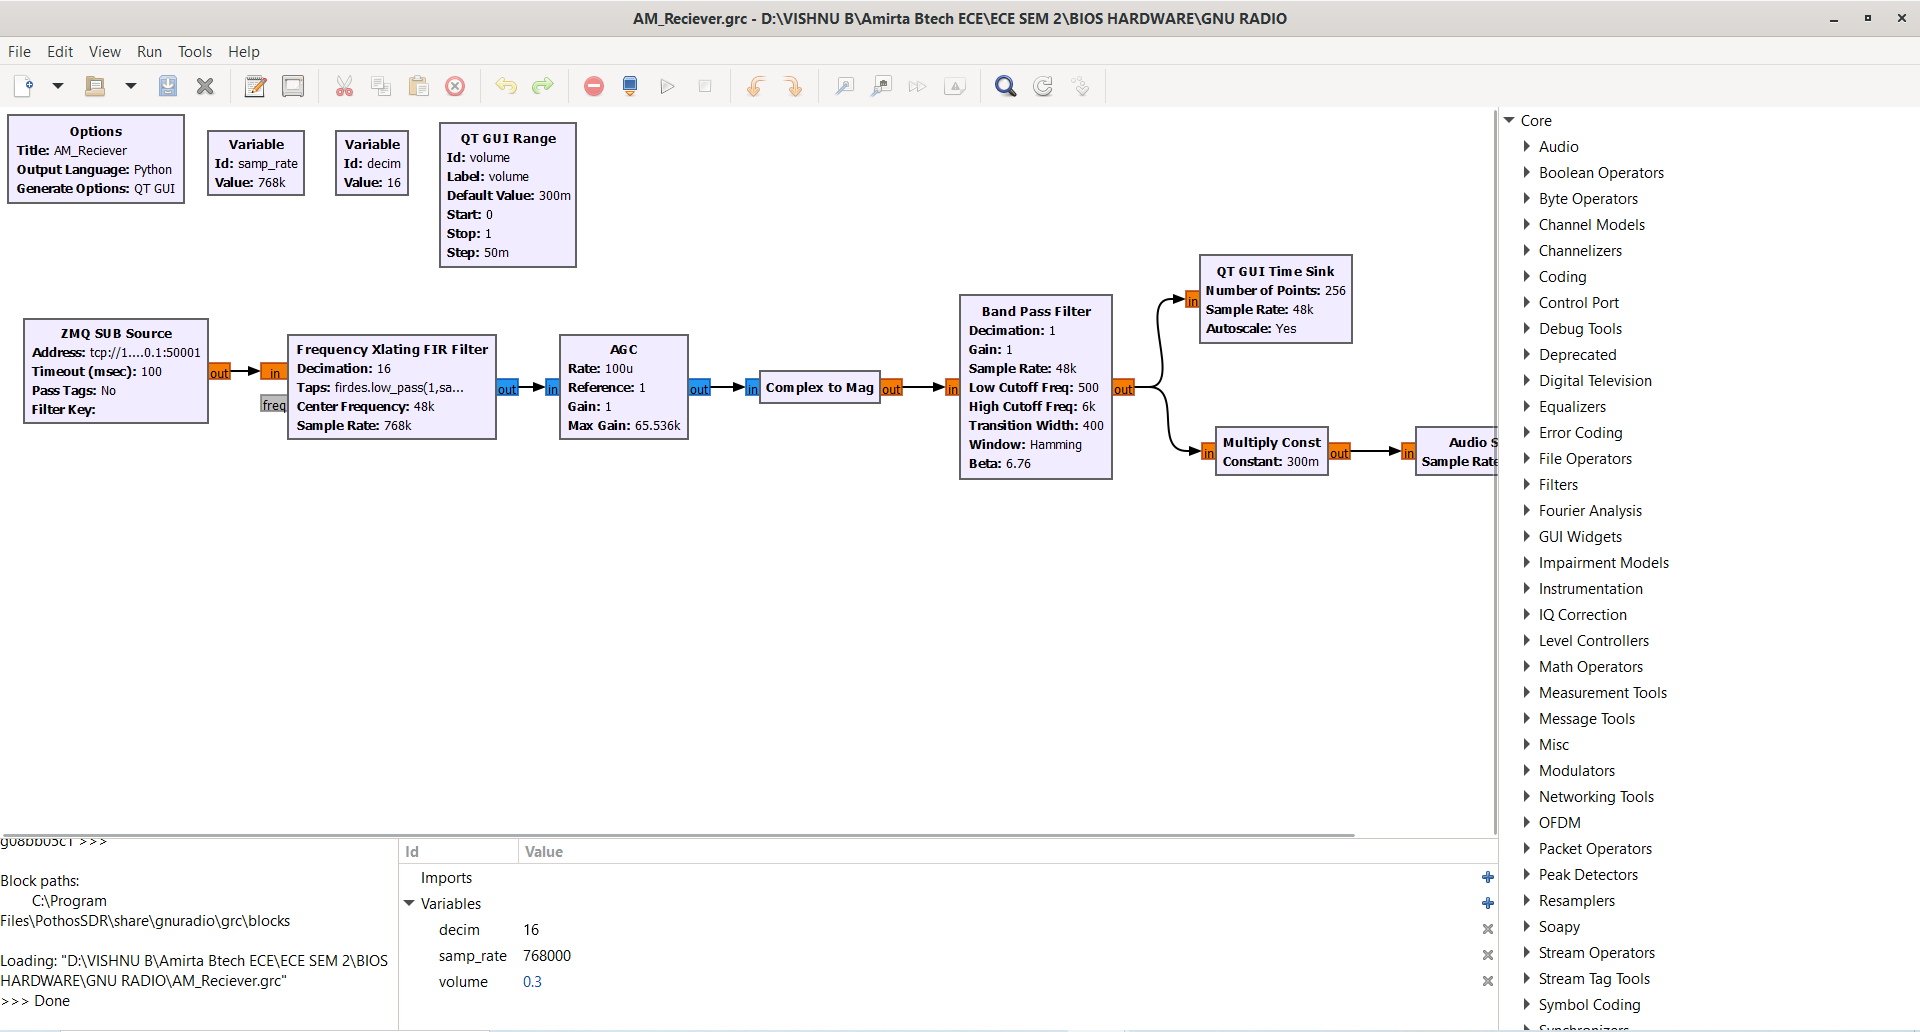 AM_Reciever.grc - D:\VISHNU B\Amirta Btech ECE\ECE SEM 2\BIOS HARDWARE\GNU RADIO
File Edit View Run Tools Help
Options
Title: AM_Reciever
Output Language: Python
Generate Options: QT GUI
Variable
Id: samp_rate
Value: 768k
Variable
Id: decim
Value: 16
QT GUI Range
Id: volume
Label: volume
Default Value: 300m
Start: 0
Stop: 1
Step: 50m
ZMQ SUB Source
Address: tcp://1....0.1:50001
Timeout (msec): 100
Pass Tags: No
Filter Key:
out
in
freq
Frequency Xlating FIR Filter
Decimation: 16
Taps: firdes.low_pass(1,sa...
Center Frequency: 48k
Sample Rate: 768k
out
in
AGC
Rate: 100u
Reference: 1
Gain: 1
Max Gain: 65.536k
out
in
Complex to Mag
out
in
Band Pass Filter
Decimation: 1
Gain: 1
Sample Rate: 48k
Low Cutoff Freq: 500
High Cutoff Freq: 6k
Transition Width: 400
Window: Hamming
Beta: 6.76
out
in
QT GUI Time Sink
Number of Points: 256
Sample Rate: 48k
Autoscale: Yes
in
Multiply Const
Constant: 300m
out
in
Audio S
Sample Rate
g08bb05c1 >>>
Block paths:
C:\Program
Files\PothosSDR\share\gnuradio\grc\blocks
Loading: "D:\VISHNU B\Amirta Btech ECE\ECE SEM 2\BIOS
HARDWARE\GNU RADIO\AM_Reciever.grc"
>>> Done
Id Value
Imports
Variables
decim 16
samp_rate 768000
volume 0.3
Core
Audio
Boolean Operators
Byte Operators
Channel Models
Channelizers
Coding
Control Port
Debug Tools
Deprecated
Digital Television
Equalizers
Error Coding
File Operators
Filters
Fourier Analysis
GUI Widgets
Impairment Models
Instrumentation
IQ Correction
Level Controllers
Math Operators
Measurement Tools
Message Tools
Misc
Modulators
Networking Tools
OFDM
Packet Operators
Peak Detectors
Resamplers
Soapy
Stream Operators
Stream Tag Tools
Symbol Coding
Synchronizers